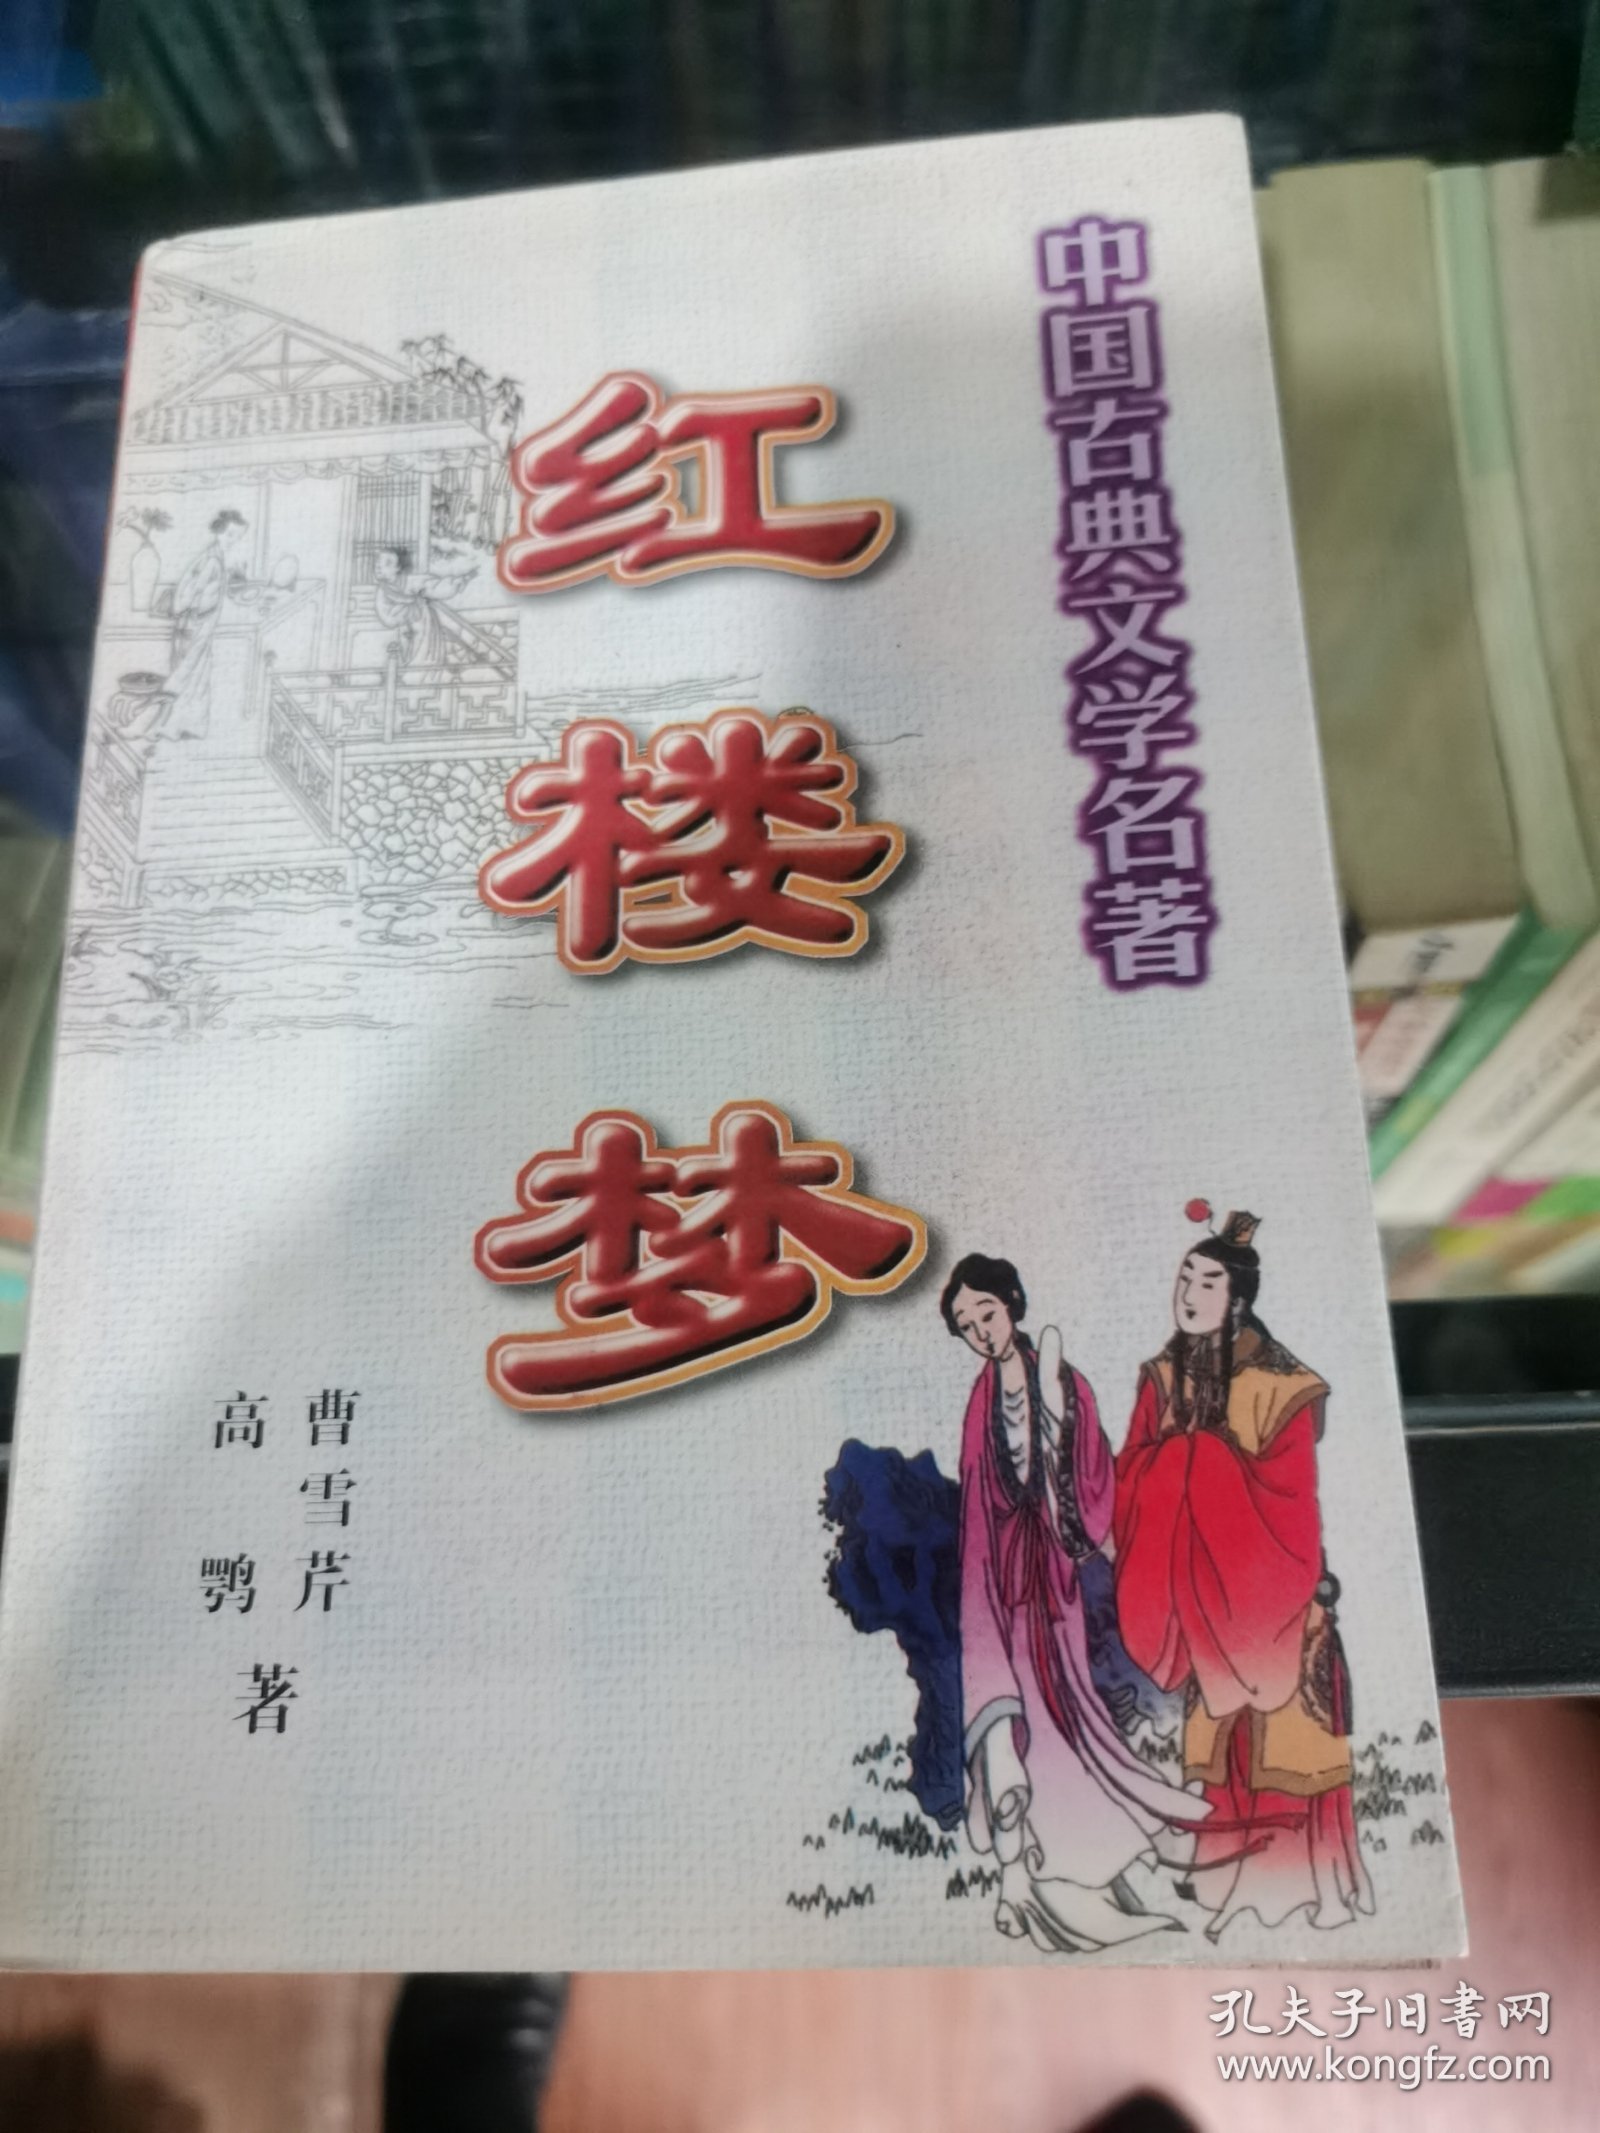 中国古典文学名著
红楼梦
曹雪芹
高鹗
著
孔夫子旧书网
www.kongfz.com